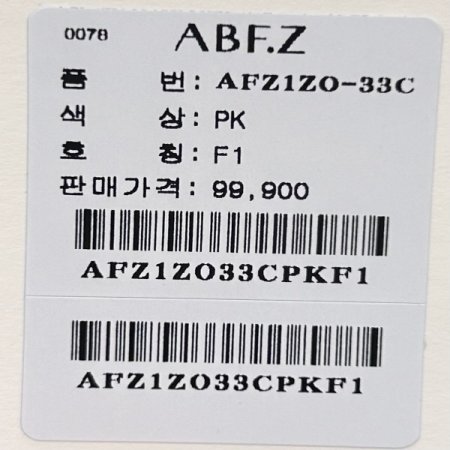 0078 ABF.Z
품 번: AFZ1ZO-33C
색 상: PK
호 칭: F1
판매가격: 99,900
AFZ1ZO33CPKF1
AFZ1ZO33CPKF1